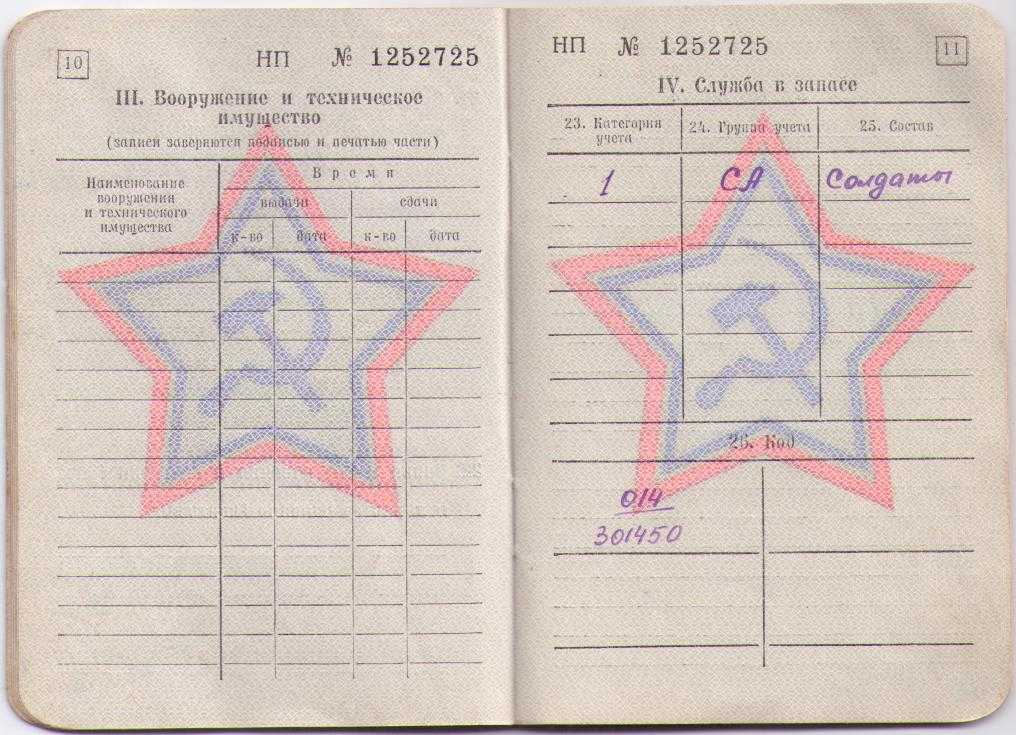 10
НП № 1252725
III. Вооружение и техническое
имущество
(записи заверяются подписью и печатью части)
Наименование
вооружения
и технического
имущества
Время
выдачи
сдачи
к-во
дата
к-во
дата
НП № 1252725
11
IV. Служба в запасе
23. Категория
учета
24. Группа учета
25. Состав
1
СА
Солдаты
26. Код
014
301450